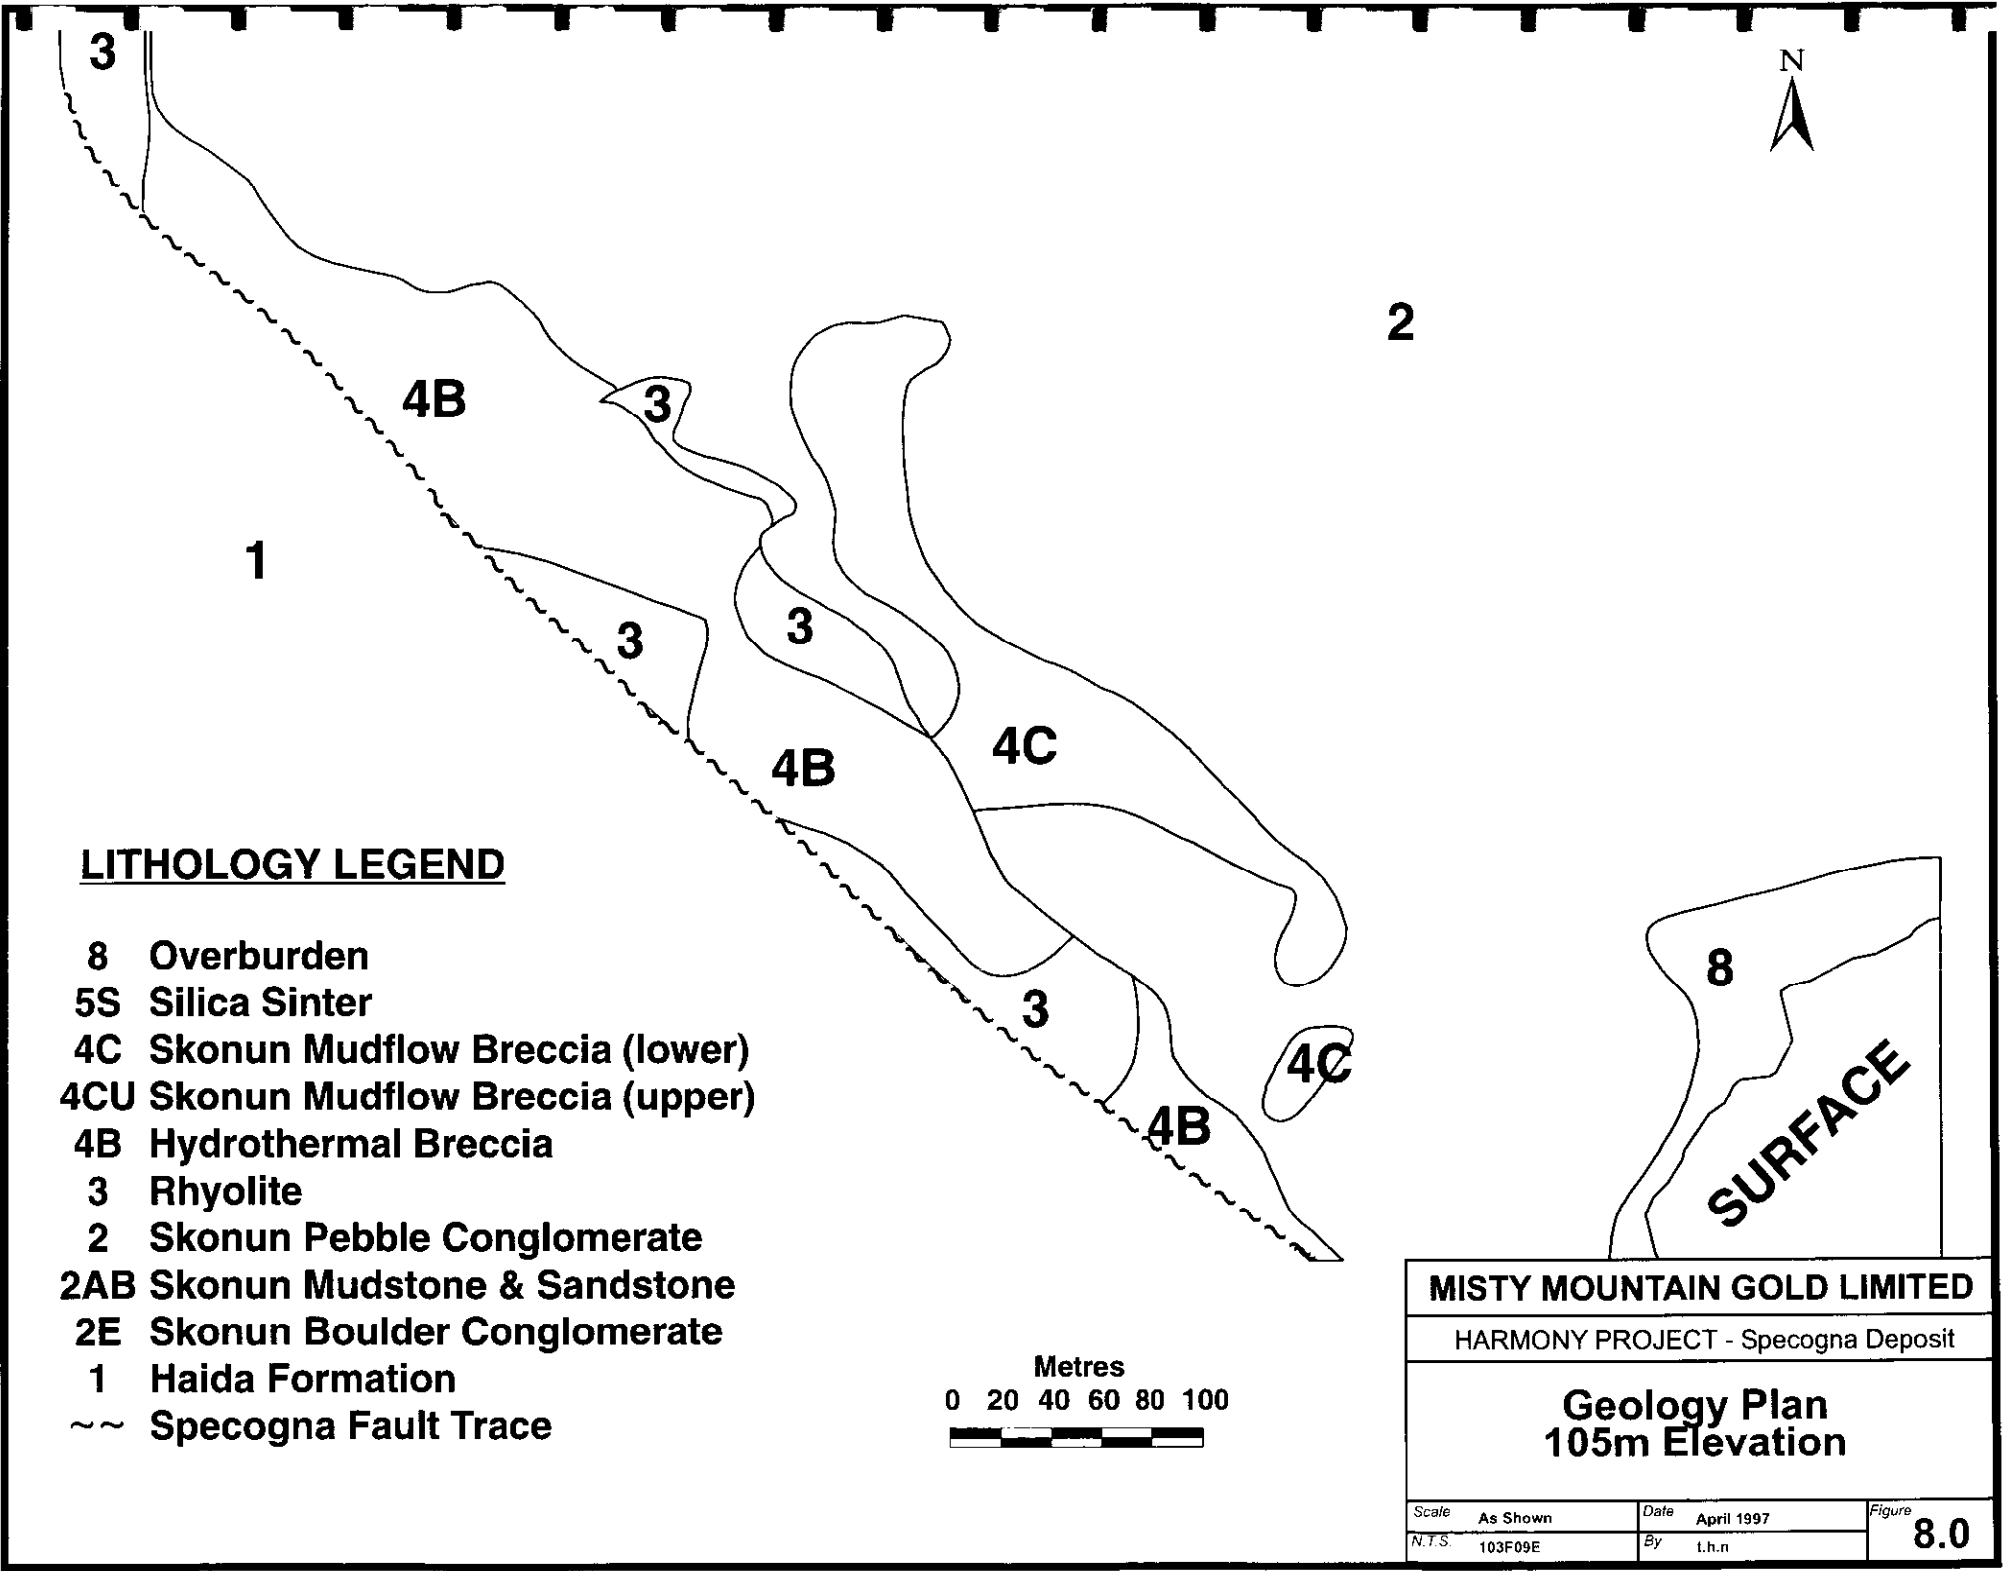 3
N
2
4B
3
1
3
3
4B
4C
8
3
4C
4B
SURFACE
LITHOLOGY LEGEND
8 Overburden
5S Silica Sinter
4C Skonun Mudflow Breccia (lower)
4CU Skonun Mudflow Breccia (upper)
4B Hydrothermal Breccia
3 Rhyolite
2 Skonun Pebble Conglomerate
2AB Skonun Mudstone & Sandstone
2E Skonun Boulder Conglomerate
1 Haida Formation
~~ Specogna Fault Trace
Metres
0 20 40 60 80 100
MISTY MOUNTAIN GOLD LIMITED
HARMONY PROJECT - Specogna Deposit
Geology Plan
105m Elevation
Scale As Shown
Date April 1997
Figure 8.0
N.T.S. 103F09E
By t.h.n